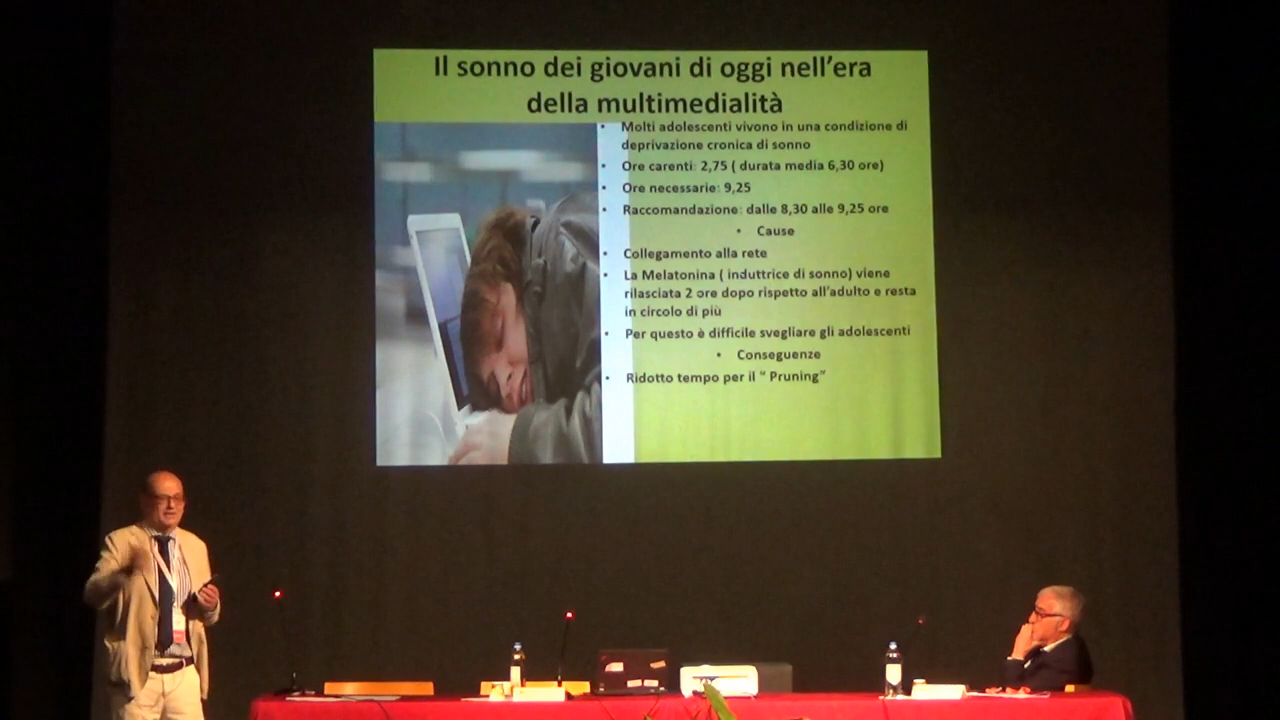 Il sonno dei giovani di oggi nell'era
della multimedialità
• Molti adolescenti vivono in una condizione di
deprivazione cronica di sonno
• Ore carenti: 2,75 ( durata media 6,30 ore)
• Ore necessarie: 9,25
• Raccomandazione: dalle 8,30 alle 9,25 ore
• Cause
• Collegamento alla rete
• La Melatonina ( induttrice di sonno) viene
rilasciata 2 ore dopo rispetto all'adulto e resta
in circolo di più
• Per questo è difficile svegliare gli adolescenti
• Conseguenze
• Ridotto tempo per il " Pruning"